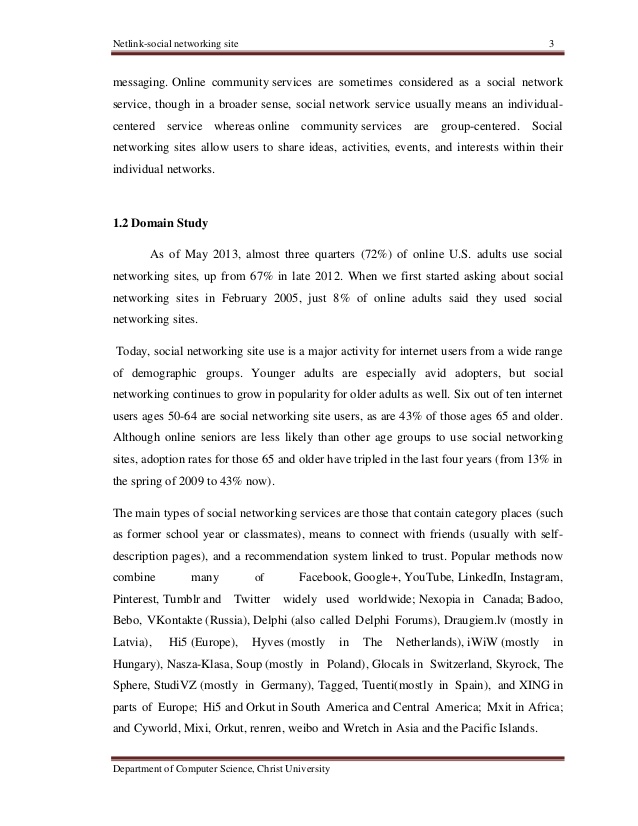 Netlink-social networking site 3
messaging. Online community services are sometimes considered as a social network
service, though in a broader sense, social network service usually means an individual-
centered service whereas online community services are group-centered. Social
networking sites allow users to share ideas, activities, events, and interests within their
individual networks.
1.2 Domain Study
As of May 2013, almost three quarters (72%) of online U.S. adults use social
networking sites, up from 67% in late 2012. When we first started asking about social
networking sites in February 2005, just 8% of online adults said they used social
networking sites.
Today, social networking site use is a major activity for internet users from a wide range
of demographic groups. Younger adults are especially avid adopters, but social
networking continues to grow in popularity for older adults as well. Six out of ten internet
users ages 50-64 are social networking site users, as are 43% of those ages 65 and older.
Although online seniors are less likely than other age groups to use social networking
sites, adoption rates for those 65 and older have tripled in the last four years (from 13% in
the spring of 2009 to 43% now).
The main types of social networking services are those that contain category places (such
as former school year or classmates), means to connect with friends (usually with self-
description pages), and a recommendation system linked to trust. Popular methods now
combine many of Facebook, Google+, YouTube, LinkedIn, Instagram,
Pinterest, Tumblr and Twitter widely used worldwide; Nexopia in Canada; Badoo,
Bebo, VKontakte (Russia), Delphi (also called Delphi Forums), Draugiem.lv (mostly in
Latvia), Hi5 (Europe), Hyves (mostly in The Netherlands), iWiW (mostly in
Hungary), Nasza-Klasa, Soup (mostly in Poland), Glocals in Switzerland, Skyrock, The
Sphere, StudiVZ (mostly in Germany), Tagged, Tuenti(mostly in Spain), and XING in
parts of Europe; Hi5 and Orkut in South America and Central America; Mxit in Africa;
and Cyworld, Mixi, Orkut, renren, weibo and Wretch in Asia and the Pacific Islands.
Department of Computer Science, Christ University